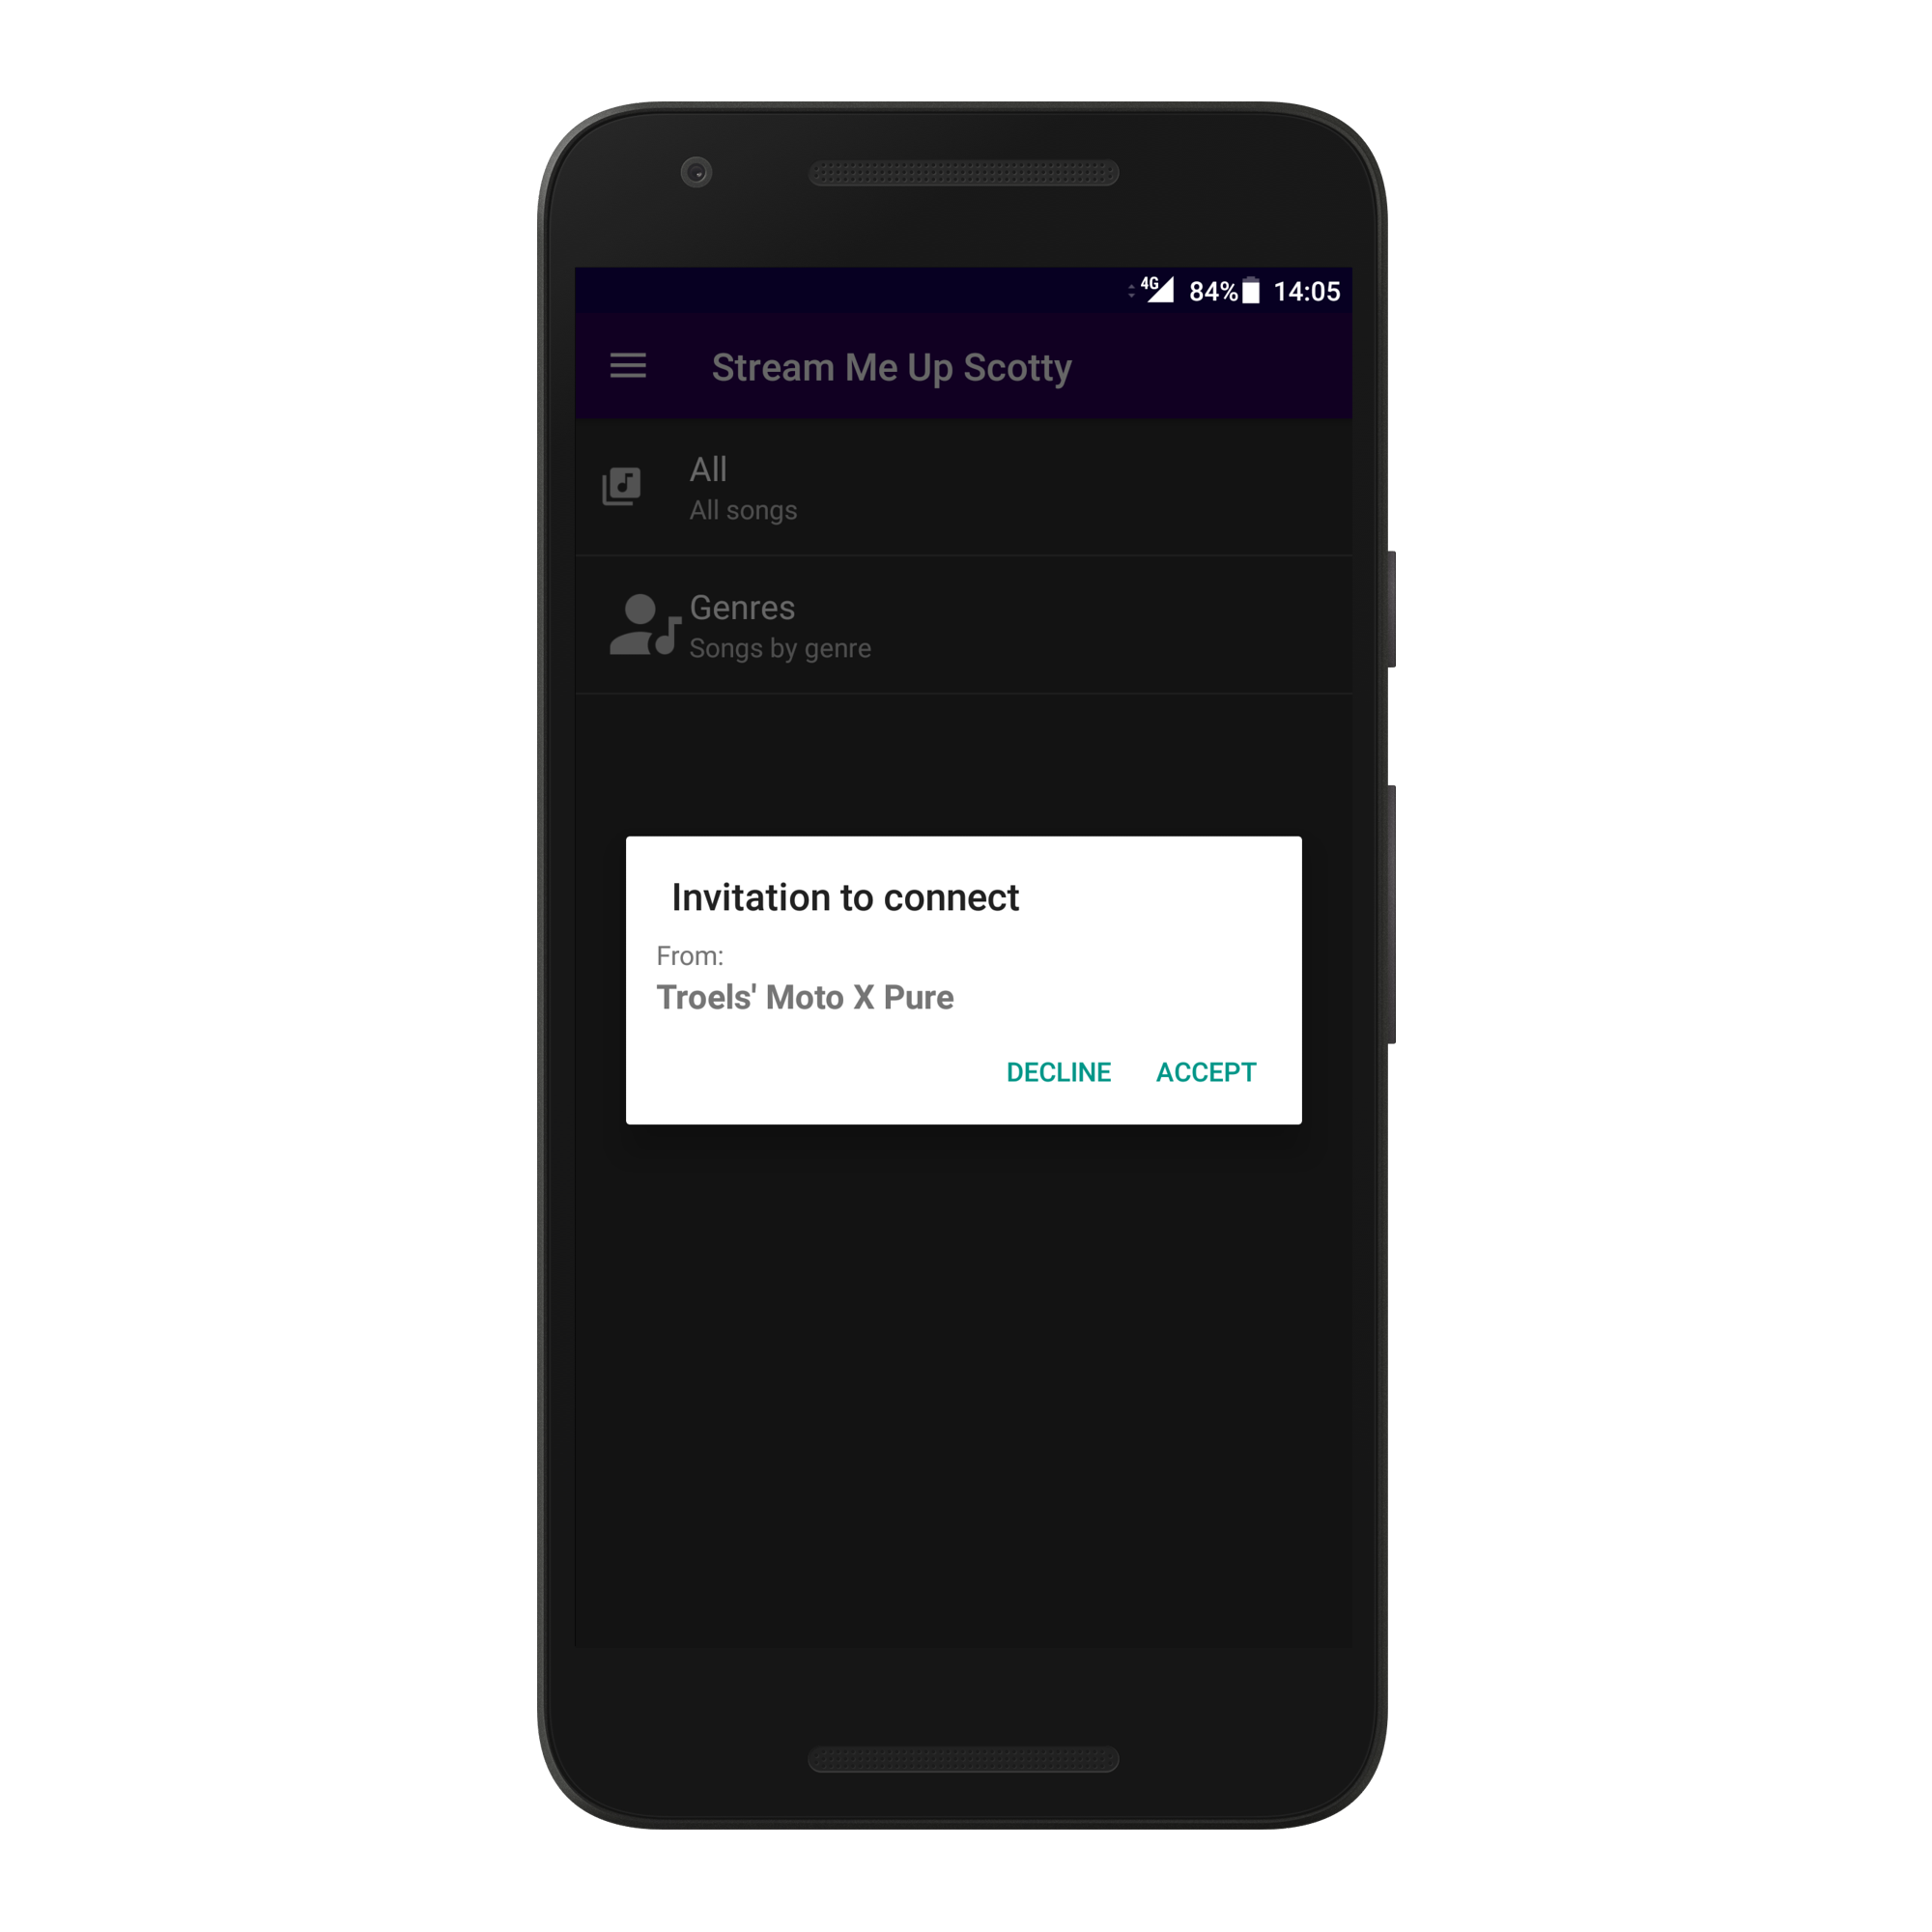 4G 84% 14:05
Stream Me Up Scotty
All
All songs
Genres
Songs by genre
Invitation to connect
From:
Troels' Moto X Pure
DECLINE ACCEPT